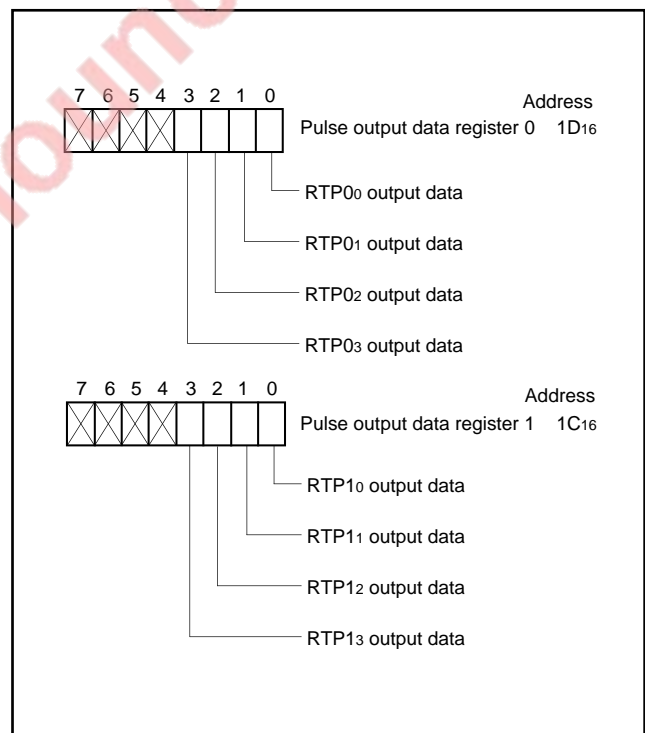 7 6 5 4 3 2 1 0
Address
Pulse output data register 0 1D16
RTP00 output data
RTP01 output data
RTP02 output data
RTP03 output data
7 6 5 4 3 2 1 0
Address
Pulse output data register 1 1C16
RTP10 output data
RTP11 output data
RTP12 output data
RTP13 output data